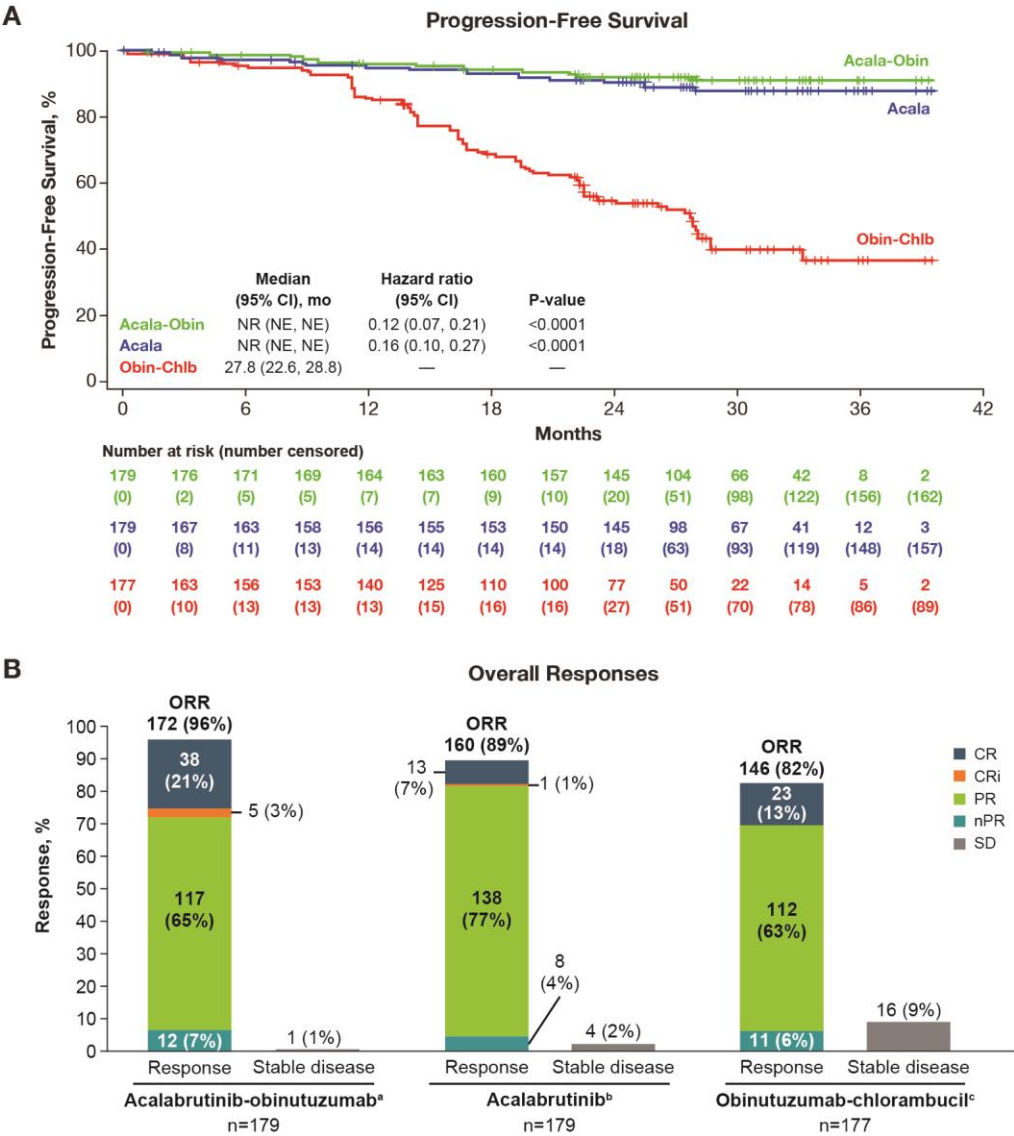 A
Progression-Free Survival
Progression-Free Survival, %
100
80
60
40
20
0
Acala-Obin
Acala
Obin-Chlb
Median (95% CI), mo
Hazard ratio (95% CI)
P-value
Acala-Obin NR (NE, NE) 0.12 (0.07, 0.21) <0.0001
Acala NR (NE, NE) 0.16 (0.10, 0.27) <0.0001
Obin-Chlb 27.8 (22.6, 28.8) — —
0 6 12 18 24 30 36 42
Months
Number at risk (number censored)
179 176 171 169 164 163 160 157 145 104 66 42 8 2
(0) (2) (5) (5) (7) (7) (9) (10) (20) (51) (98) (122) (156) (162)
179 167 163 158 156 155 153 150 145 98 67 41 12 3
(0) (8) (11) (13) (14) (14) (14) (14) (18) (63) (93) (119) (148) (157)
177 163 156 153 140 125 110 100 77 50 22 14 5 2
(0) (10) (13) (13) (13) (15) (16) (16) (27) (51) (70) (78) (86) (89)
B
Overall Responses
Response, %
100
90
80
70
60
50
40
30
20
10
0
ORR
172 (96%)
38
(21%)
5 (3%)
117
(65%)
12 (7%)
1 (1%)
ORR
160 (89%)
13
(7%)
1 (1%)
138
(77%)
8
(4%)
4 (2%)
ORR
146 (82%)
23
(13%)
112
(63%)
11 (6%)
16 (9%)
CR
CRi
PR
nPR
SD
Response Stable disease Response Stable disease Response Stable disease
Acalabrutinib-obinutuzumabᵃ Acalabrutinibᵇ Obinutuzumab-chlorambucilᶜ
n=179 n=179 n=177